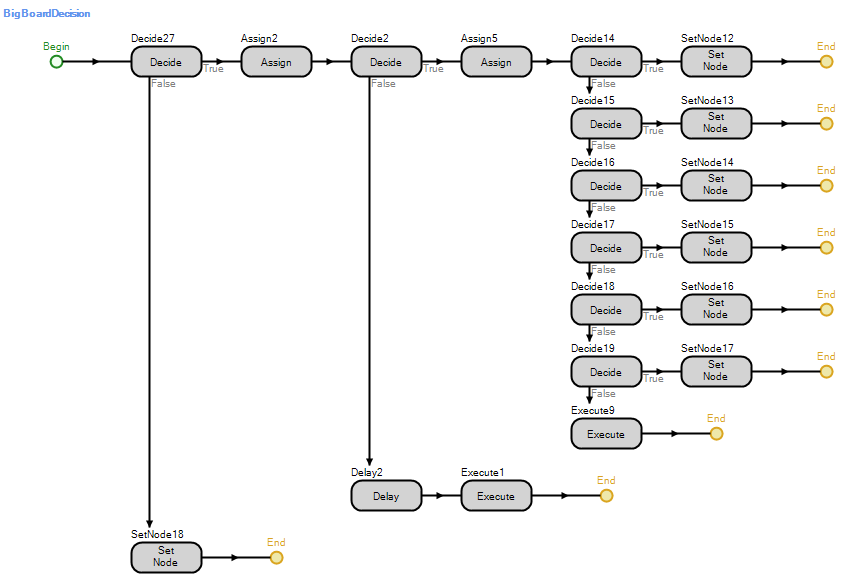 BigBoardDecision
Begin
Decide27
Decide
True
False
Assign2
Assign
Decide2
Decide
True
False
Assign5
Assign
Decide14
Decide
True
False
SetNode12
Set
Node
End
Decide15
Decide
True
False
SetNode13
Set
Node
End
Decide16
Decide
True
False
SetNode14
Set
Node
End
Decide17
Decide
True
False
SetNode15
Set
Node
End
Decide18
Decide
True
False
SetNode16
Set
Node
End
Decide19
Decide
True
False
SetNode17
Set
Node
End
Execute9
Execute
End
Delay2
Delay
Execute1
Execute
End
SetNode18
Set
Node
End